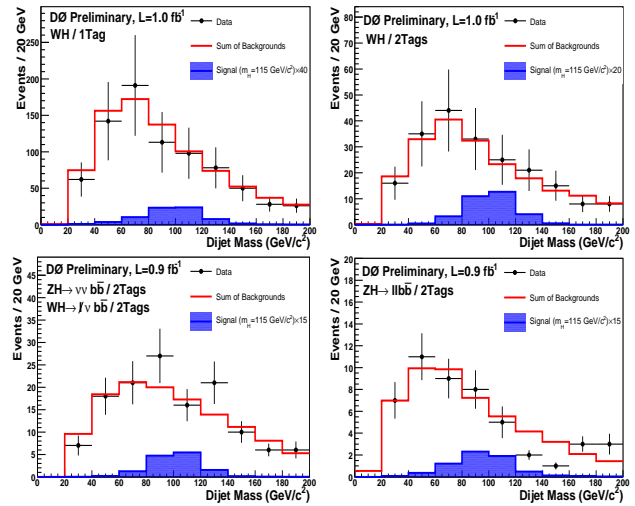 DØ Preliminary, L=1.0 fb⁻¹
WH / 1Tag
Data
Sum of Backgrounds
Signal (m_H=115 GeV/c²)×40
Events / 20 GeV
250
200
150
100
50
0
0 20 40 60 80 100 120 140 160 180 200
Dijet Mass (GeV/c²)
DØ Preliminary, L=1.0 fb⁻¹
WH / 2Tags
Data
Sum of Backgrounds
Signal (m_H=115 GeV/c²)×20
Events / 20 GeV
80
70
60
50
40
30
20
10
0
0 20 40 60 80 100 120 140 160 180 200
Dijet Mass (GeV/c²)
DØ Preliminary, L=0.9 fb⁻¹
ZH→ νν bb̄ / 2Tags
WH→ l̸ν bb̄ / 2Tags
Data
Sum of Backgrounds
Signal (m_H=115 GeV/c²)×15
Events / 20 GeV
45
40
35
30
25
20
15
10
5
0
0 20 40 60 80 100 120 140 160 180 200
Dijet Mass (GeV/c²)
DØ Preliminary, L=0.9 fb⁻¹
ZH→ llbb̄ / 2Tags
Data
Sum of Backgrounds
Signal (m_H=115 GeV/c²)×15
Events / 20 GeV
20
18
16
14
12
10
8
6
4
2
0
0 20 40 60 80 100 120 140 160 180 200
Dijet Mass (GeV/c²)